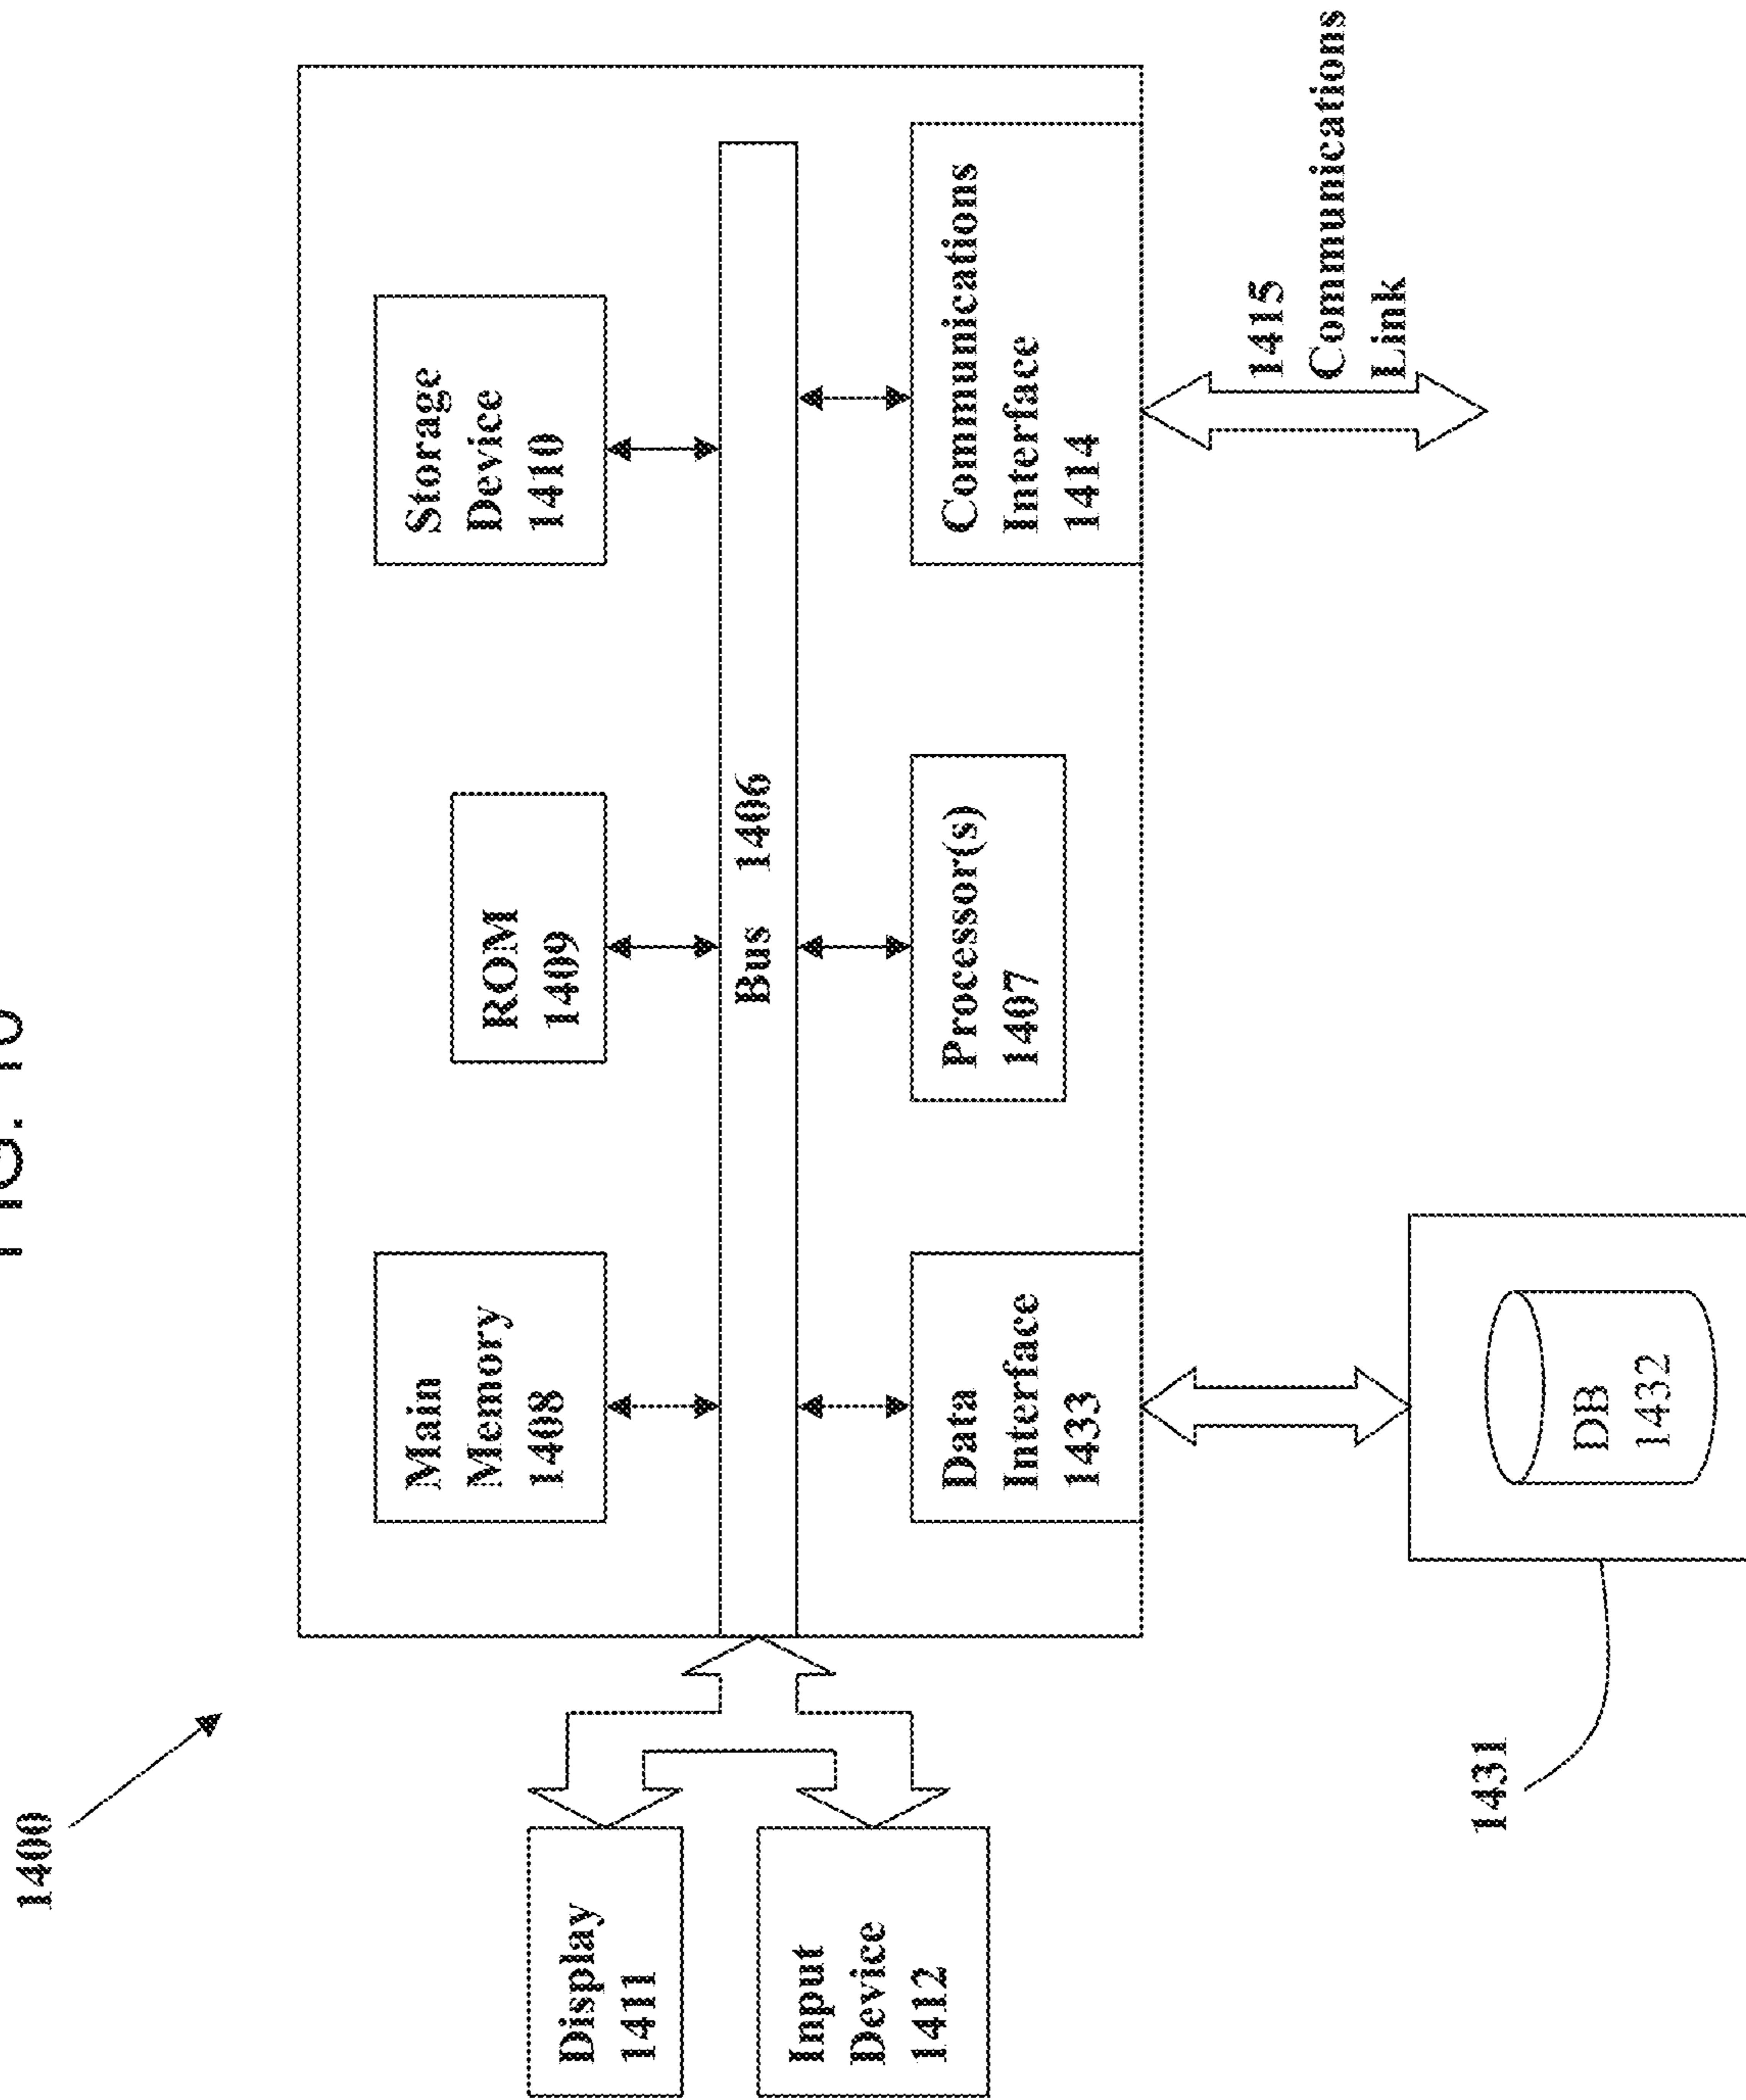 FIG. 10
1400
Main
Memory
1408
ROM
1409
Storage
Device
1410
Display
1411
Bus 1406
Input
Device
1412
Data
Interface
1433
Processor(s)
1407
Communications
Interface
1414
1415
Communications
Link
1431
DB
1432